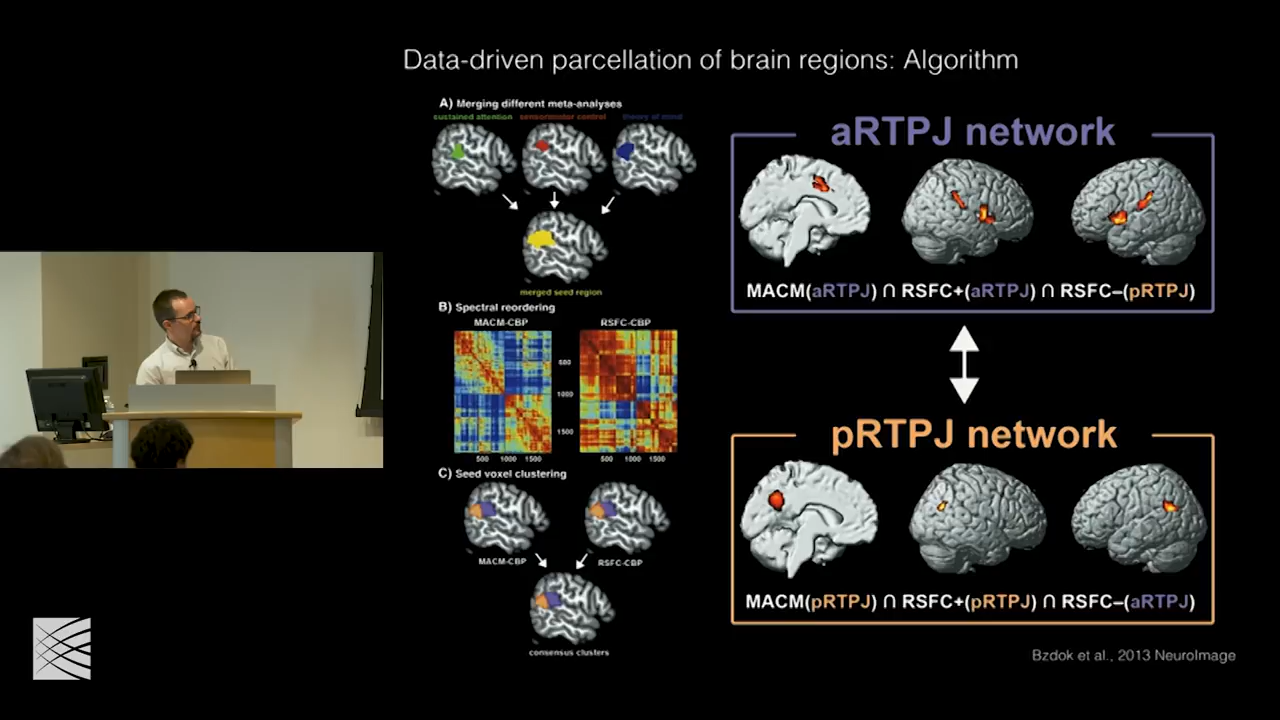 Data-driven parcellation of brain regions: Algorithm
A) Merging different meta-analyses
sustained attention sensorimotor control theory of mind
merged seed region
B) Spectral reordering
MACM-CBP RSFC-CBP
500
1000
1500
500 1000 1500 500 1000 1500
C) Seed voxel clustering
MACM-CBP RSFC-CBP
consensus clusters
aRTPJ network
MACM(aRTPJ) ∩ RSFC+(aRTPJ) ∩ RSFC−(pRTPJ)
pRTPJ network
MACM(pRTPJ) ∩ RSFC+(pRTPJ) ∩ RSFC−(aRTPJ)
Bzdok et al., 2013 NeuroImage